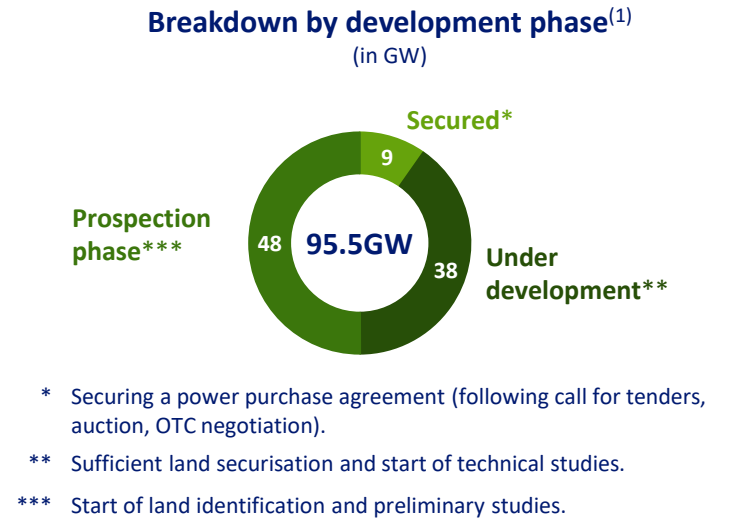 Breakdown by development phase(1)
(in GW)
Secured*
9
Prospection
phase***
48
95.5GW
38
Under
development**
* Securing a power purchase agreement (following call for tenders,
auction, OTC negotiation).
** Sufficient land securisation and start of technical studies.
*** Start of land identification and preliminary studies.